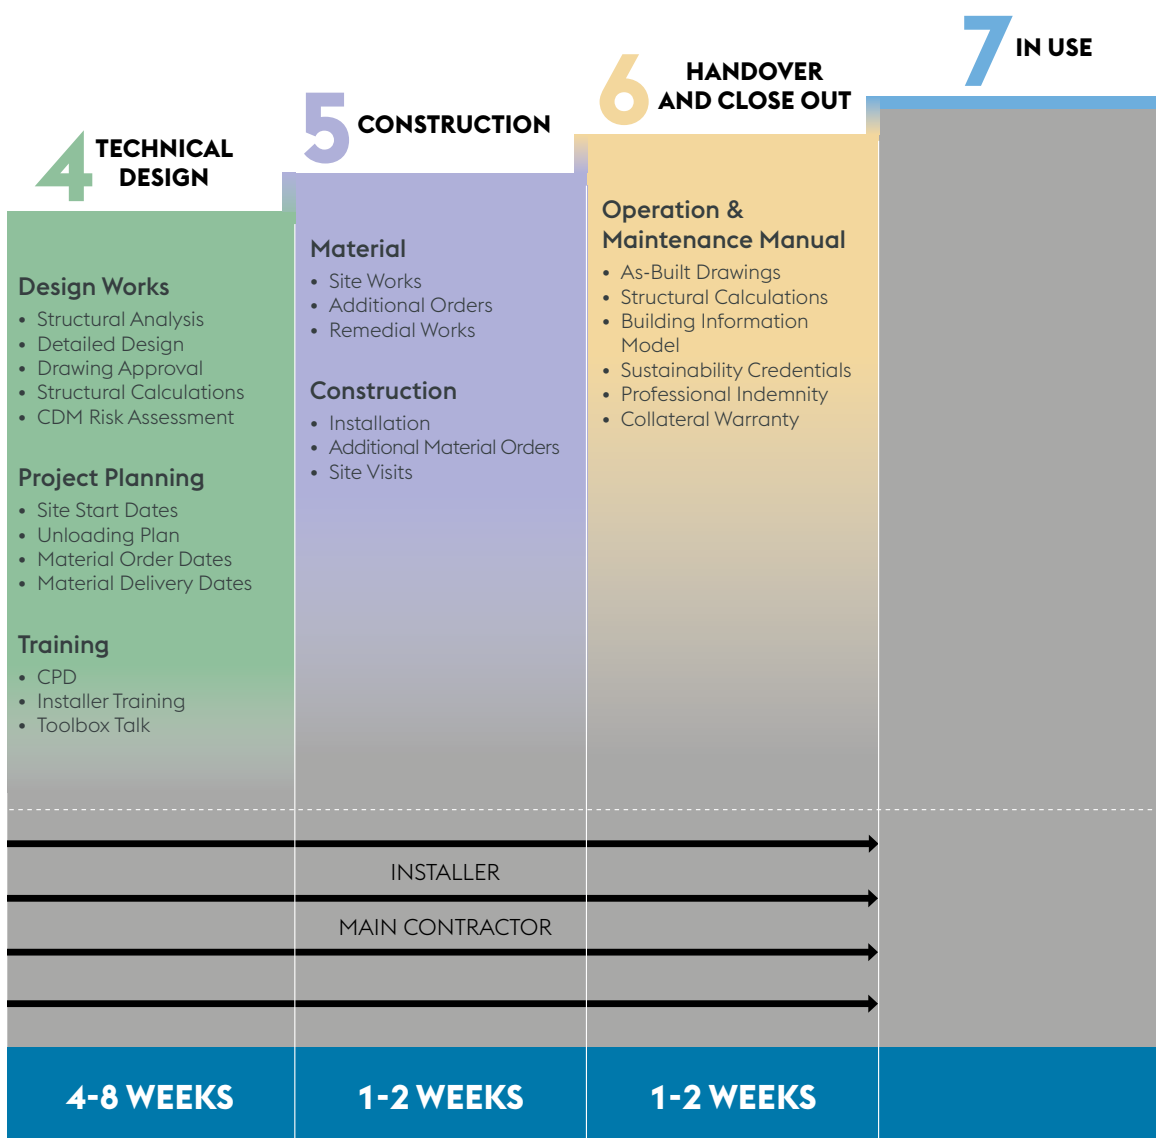 4 TECHNICAL
DESIGN
Design Works
• Structural Analysis
• Detailed Design
• Drawing Approval
• Structural Calculations
• CDM Risk Assessment
Project Planning
• Site Start Dates
• Unloading Plan
• Material Order Dates
• Material Delivery Dates
Training
• CPD
• Installer Training
• Toolbox Talk
5 CONSTRUCTION
Material
• Site Works
• Additional Orders
• Remedial Works
Construction
• Installation
• Additional Material Orders
• Site Visits
6 HANDOVER
AND CLOSE OUT
Operation &
Maintenance Manual
• As-Built Drawings
• Structural Calculations
• Building Information
Model
• Sustainability Credentials
• Professional Indemnity
• Collateral Warranty
7 IN USE
INSTALLER
MAIN CONTRACTOR
4-8 WEEKS
1-2 WEEKS
1-2 WEEKS